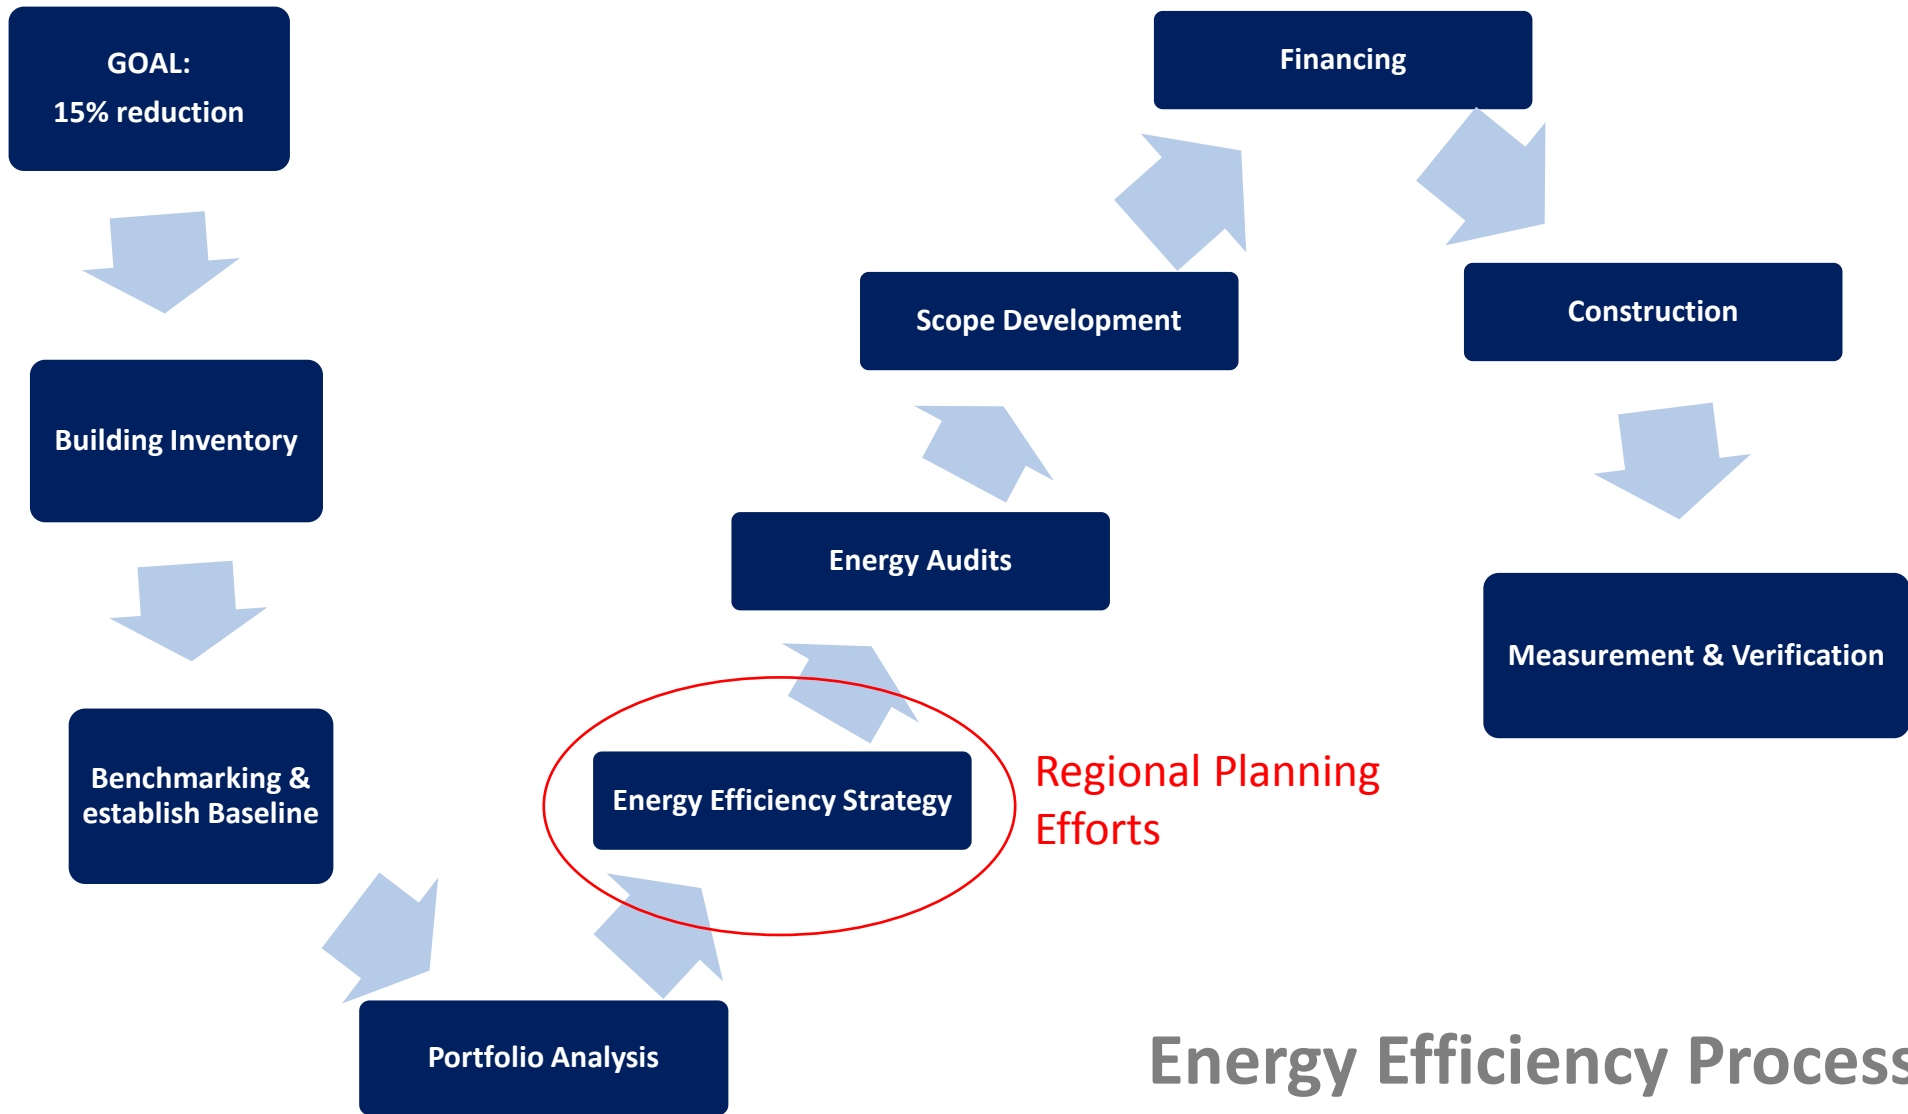 GOAL:
15% reduction
Building Inventory
Benchmarking &
establish Baseline
Portfolio Analysis
Energy Efficiency Strategy
Regional Planning
Efforts
Energy Audits
Scope Development
Financing
Construction
Measurement & Verification
Energy Efficiency Process